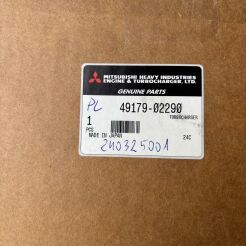 MITSUBISHI HEAVY INDUSTRIES
ENGINE & TURBOCHARGER, LTD.
GENUINE PARTS
PL 49179-02290
TURBOCHARGER
1
PCS
MADE IN JAPAN 24C
240325001